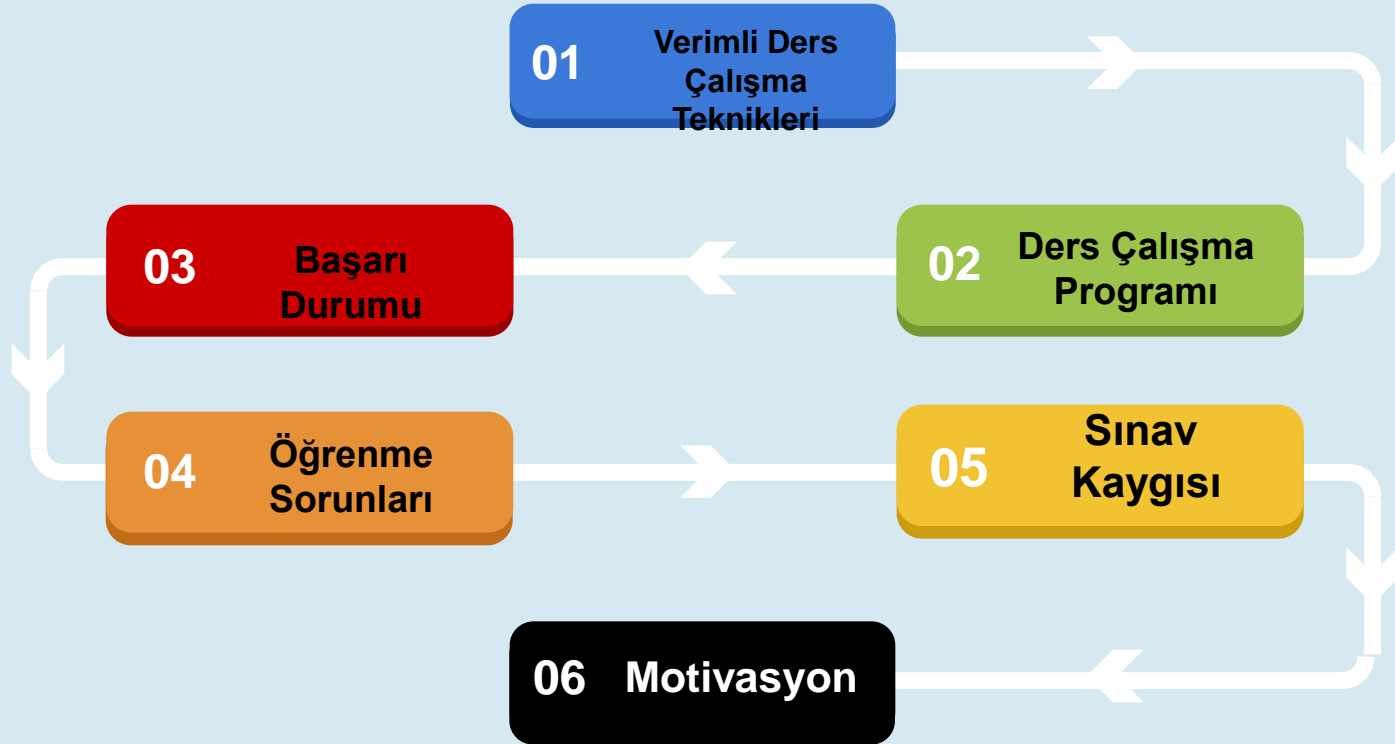 01
Verimli Ders
Çalışma
Teknikleri
02
Ders Çalışma
Programı
03
Başarı
Durumu
04
Öğrenme
Sorunları
05
Sınav
Kaygısı
06
Motivasyon